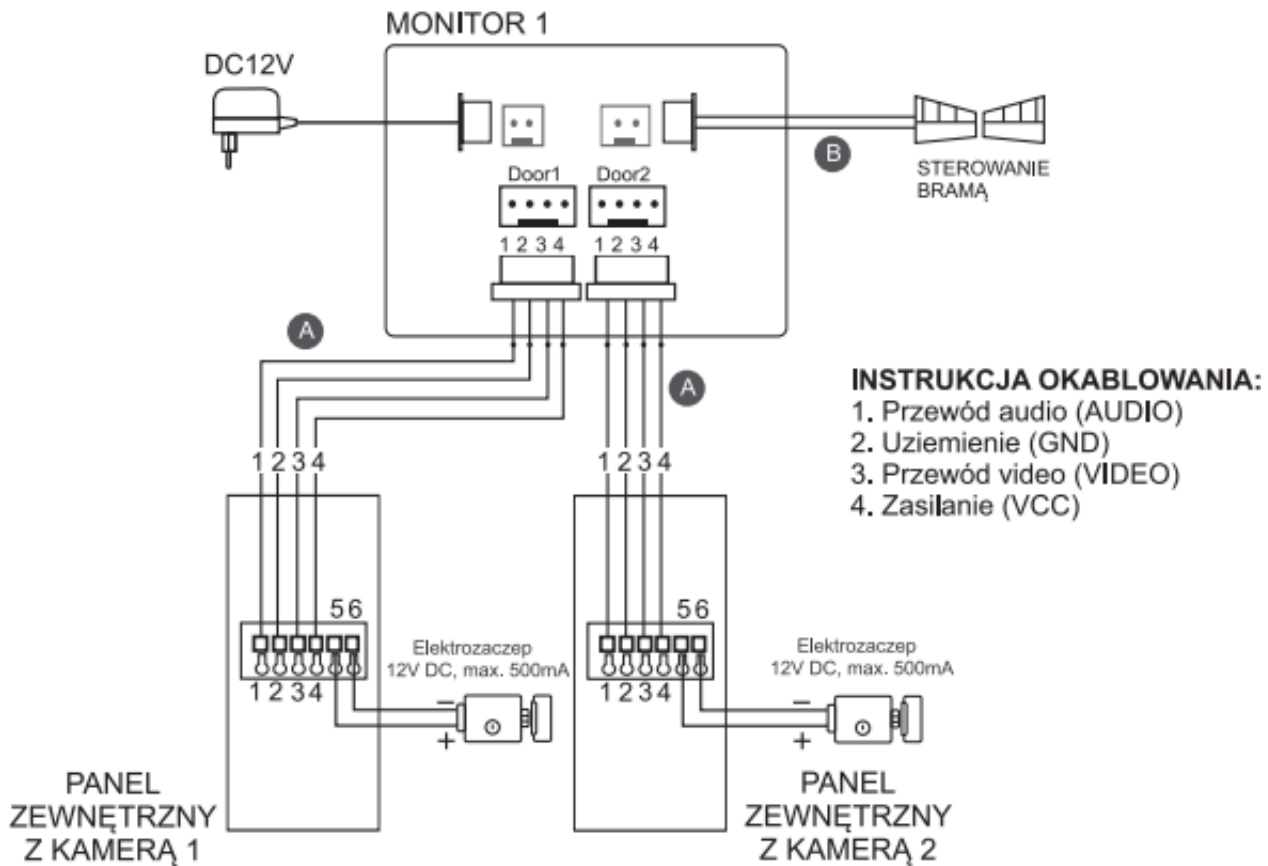 MONITOR 1
DC12V
B
STEROWANIE
BRAMĄ
Door1 Door2
1 2 3 4 1 2 3 4
A
A
INSTRUKCJA OKABLOWANIA:
1. Przewód audio (AUDIO)
2. Uziemienie (GND)
3. Przewód video (VIDEO)
4. Zasilanie (VCC)
1 2 3 4
1 2 3 4
5 6
1 2 3 4
Elektrozaczep
12V DC, max. 500mA
−
+
5 6
1 2 3 4
Elektrozaczep
12V DC, max. 500mA
−
+
PANEL
ZEWNĘTRZNY
Z KAMERĄ 1
PANEL
ZEWNĘTRZNY
Z KAMERĄ 2